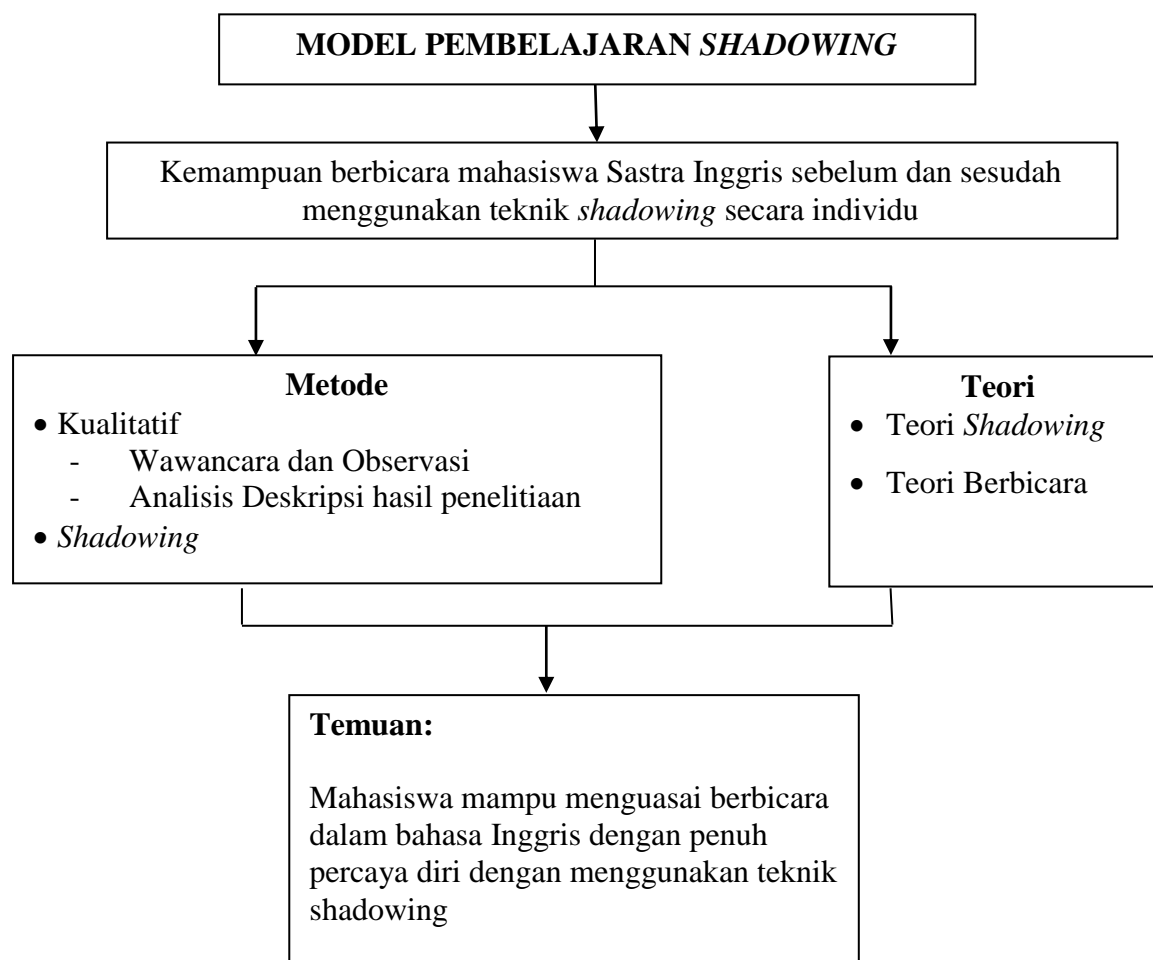 MODEL PEMBELAJARAN SHADOWING
Kemampuan berbicara mahasiswa Sastra Inggris sebelum dan sesudah
menggunakan teknik shadowing secara individu
Metode
• Kualitatif
- Wawancara dan Observasi
- Analisis Deskripsi hasil penelitiaan
• Shadowing
Teori
• Teori Shadowing
• Teori Berbicara
Temuan:
Mahasiswa mampu menguasai berbicara
dalam bahasa Inggris dengan penuh
percaya diri dengan menggunakan teknik
shadowing